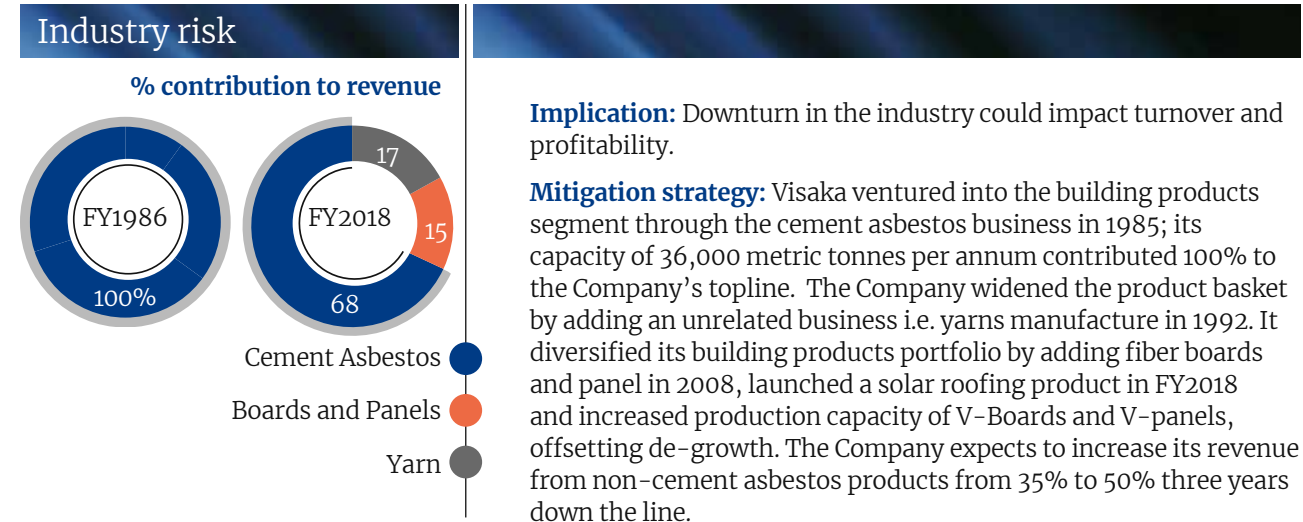 Industry risk
% contribution to revenue
FY1986
100%
FY2018
17
15
68
Cement Asbestos
Boards and Panels
Yarn
Implication: Downturn in the industry could impact turnover and
profitability.
Mitigation strategy: Visaka ventured into the building products
segment through the cement asbestos business in 1985; its
capacity of 36,000 metric tonnes per annum contributed 100% to
the Company’s topline.  The Company widened the product basket
by adding an unrelated business i.e. yarns manufacture in 1992. It
diversified its building products portfolio by adding fiber boards
and panel in 2008, launched a solar roofing product in FY2018
and increased production capacity of V-Boards and V-panels,
offsetting de-growth. The Company expects to increase its revenue
from non-cement asbestos products from 35% to 50% three years
down the line.